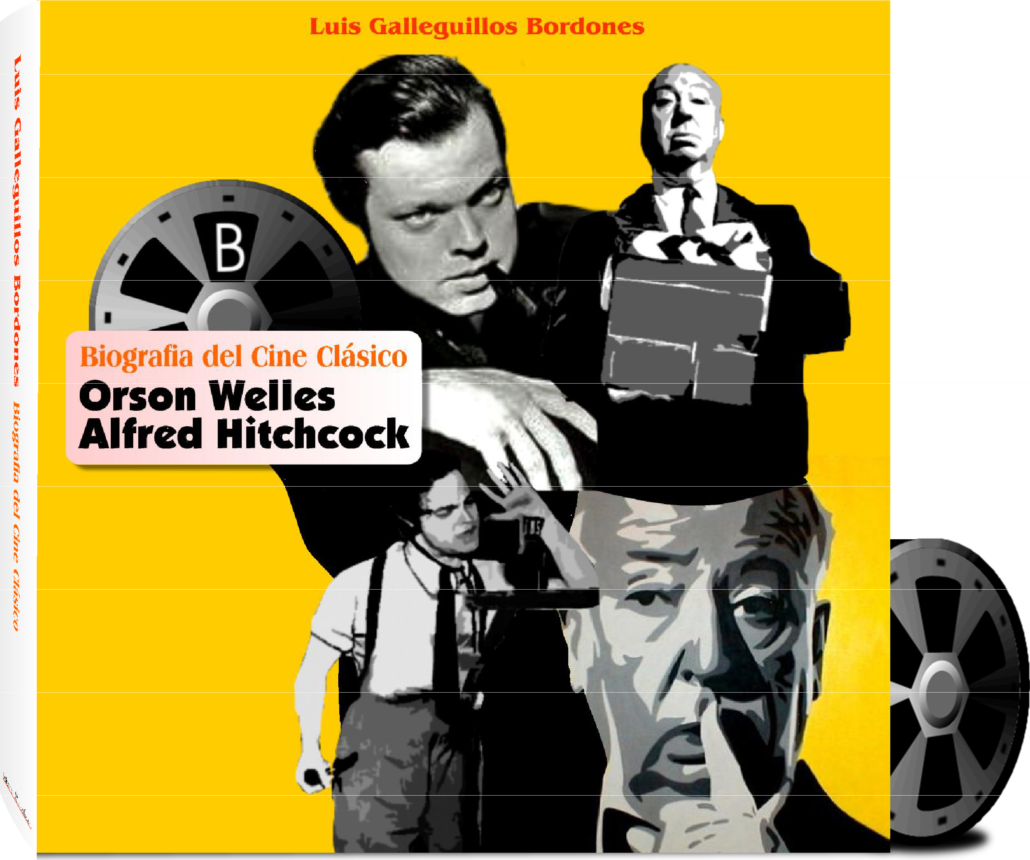 Luis Galleguillos Bordones
B
Biografia del Cine Clásico
Orson Welles
Alfred Hitchcock
Luis Galleguillos Bordones Biografia del Cine Clásico